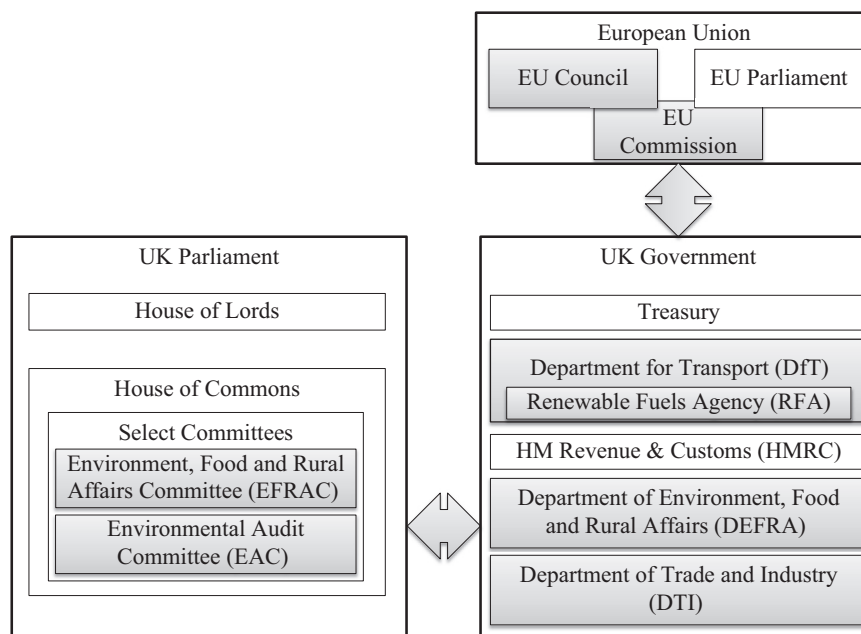 European Union
EU Council
EU Parliament
EU
Commission
UK Parliament
House of Lords
House of Commons
Select Committees
Environment, Food and Rural
Affairs Committee (EFRAC)
Environmental Audit
Committee (EAC)
UK Government
Treasury
Department for Transport (DfT)
Renewable Fuels Agency (RFA)
HM Revenue & Customs (HMRC)
Department of Environment, Food
and Rural Affairs (DEFRA)
Department of Trade and Industry
(DTI)